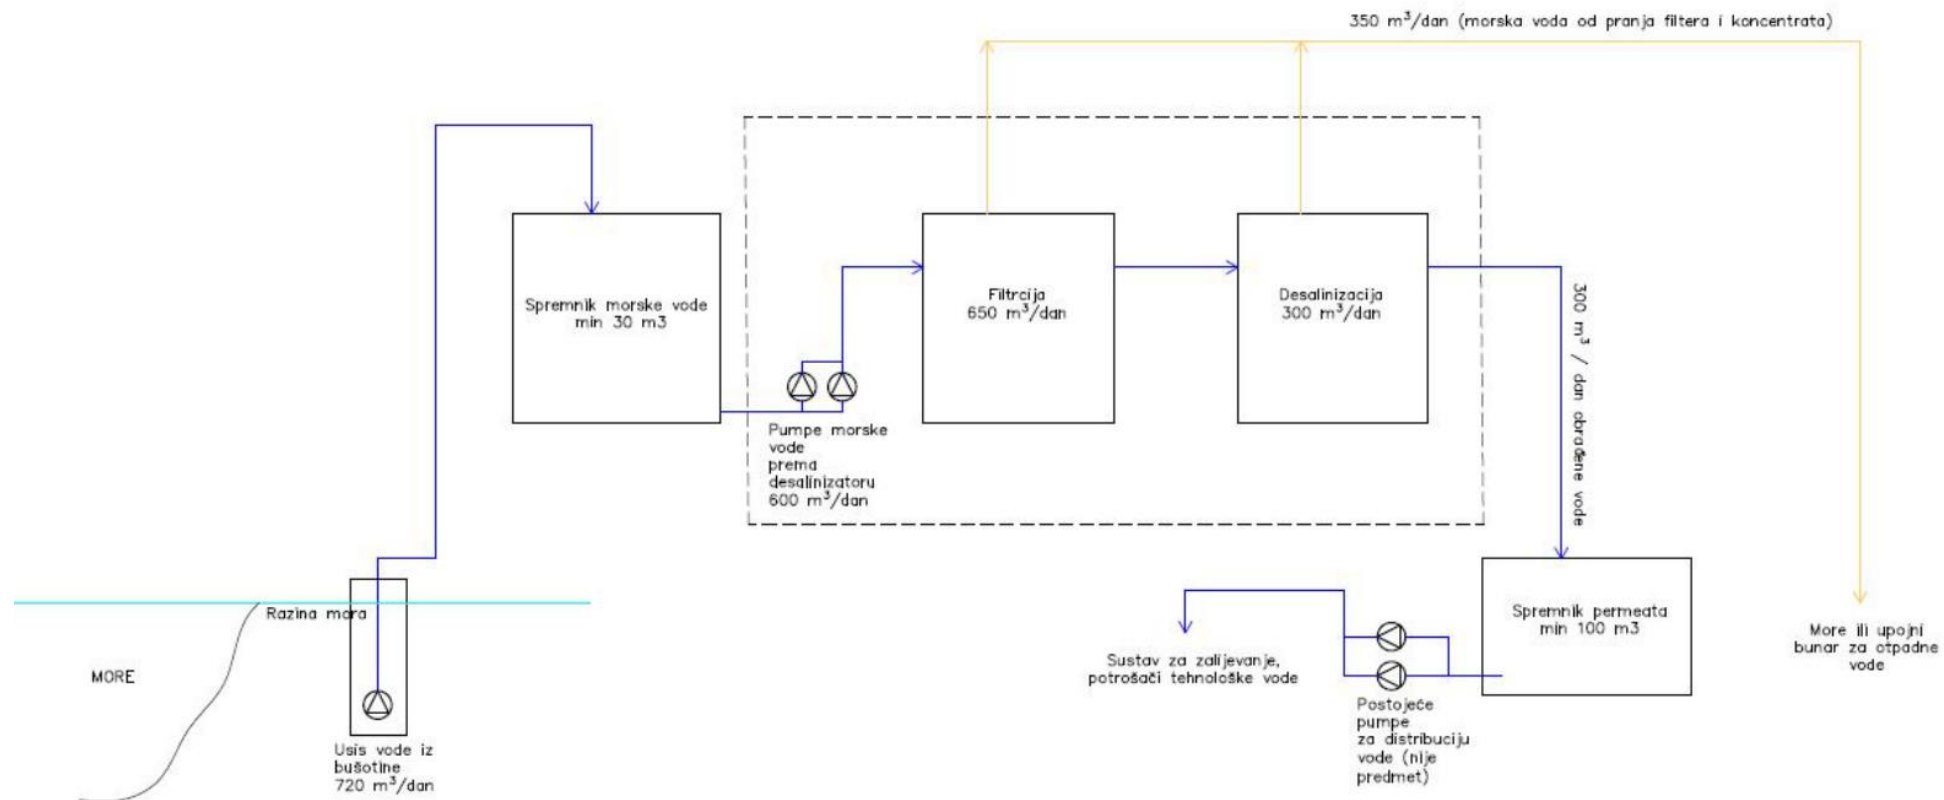 350 m³/dan (morska voda od pranja filtera i koncentrata)
Spremnik morske vode
min 30 m3
Filtrcija
650 m³/dan
Desalinizacija
300 m³/dan
300 m³ / dan obrađene vode
Pumpe morske
vode
prema
desalinizatoru
600 m³/dan
Razina mora
MORE
Usis vode iz
bušotine
720 m³/dan
Spremnik permeata
min 100 m3
Sustav za zalijevanje,
potrošači tehnološke vode
Postojeće
pumpe
za distribuciju
vode (nije
predmet)
More ili upojni
bunar za otpadne
vode